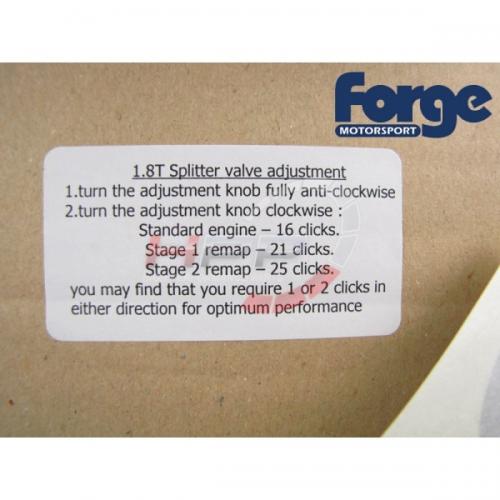 Forge
MOTORSPORT
1.8T Splitter valve adjustment
1.turn the adjustment knob fully anti-clockwise
2.turn the adjustment knob clockwise :
Standard engine – 16 clicks.
Stage 1 remap – 21 clicks.
Stage 2 remap – 25 clicks.
you may find that you require 1 or 2 clicks in
either direction for optimum performance